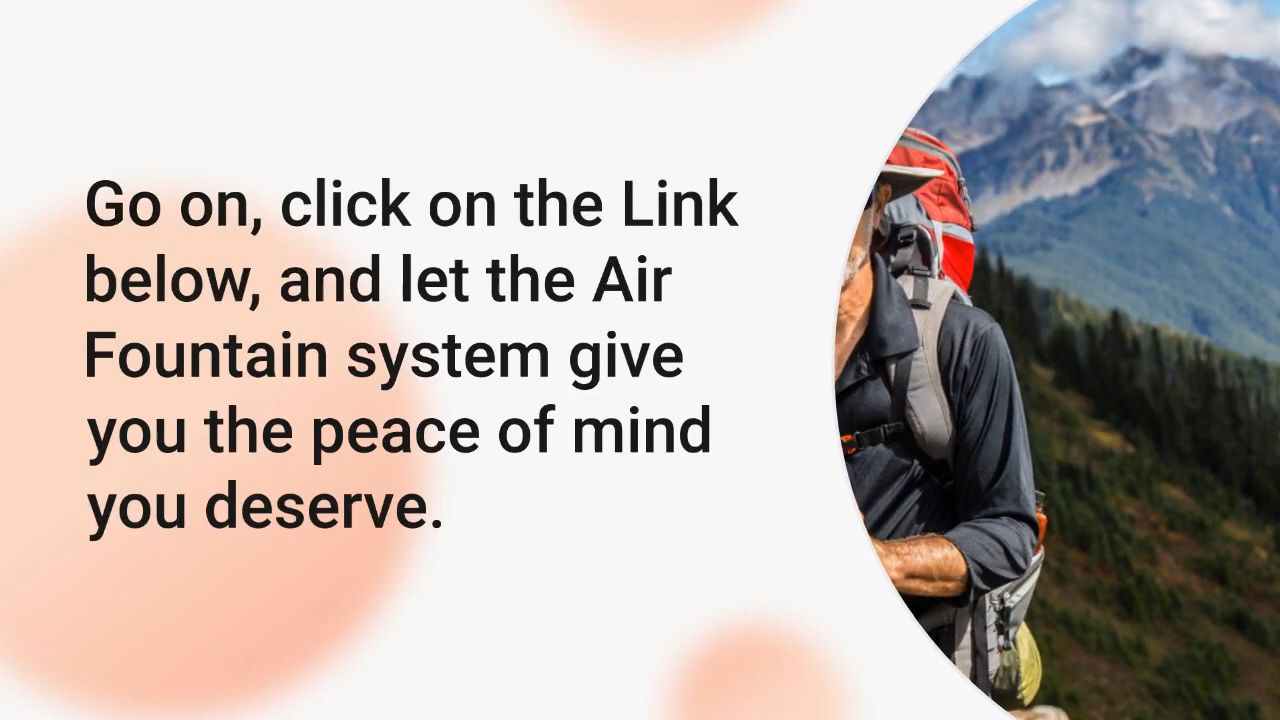 Go on, click on the Link
below, and let the Air
Fountain system give
you the peace of mind
you deserve.